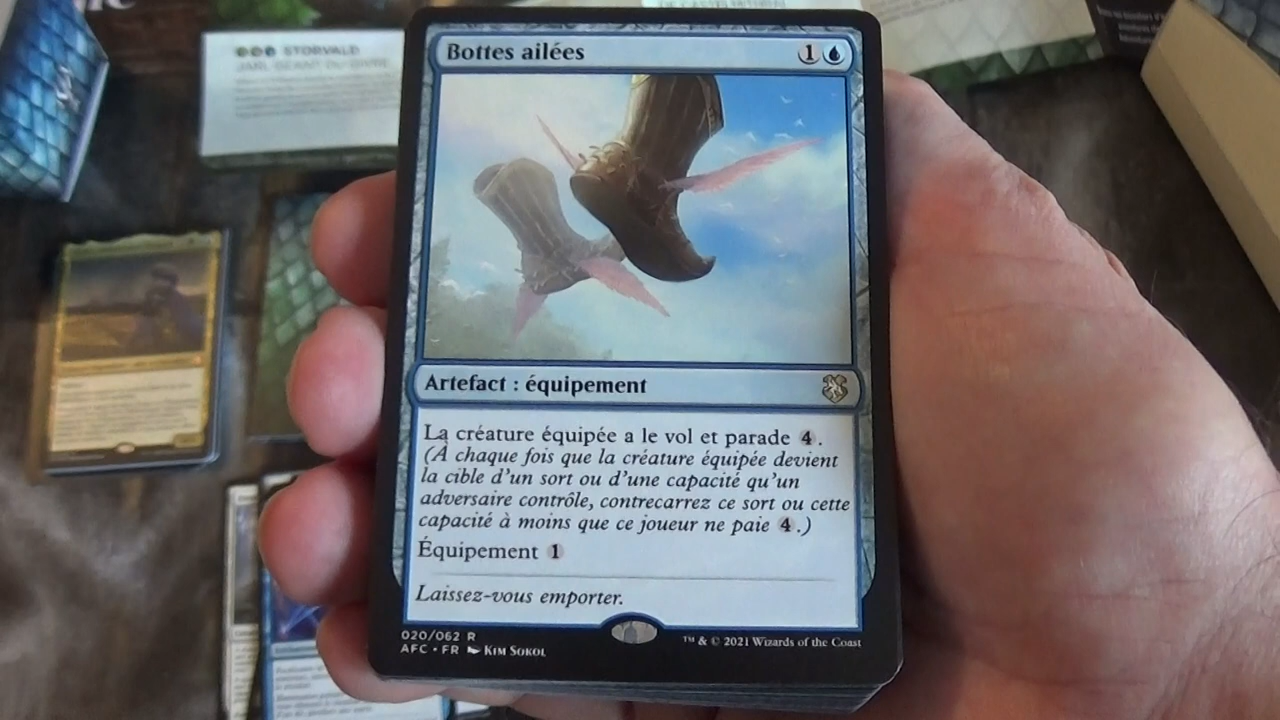 STORVALD
Bottes ailées
1
Artefact : équipement
La créature équipée a le vol et parade 4.
(À chaque fois que la créature équipée devient
la cible d'un sort ou d'une capacité qu'un
adversaire contrôle, contrecarrez ce sort ou cette
capacité à moins que ce joueur ne paie 4.)
Équipement 1
Laissez-vous emporter.
020/062 R
AFC • FR Kim Sokol
™ & © 2021 Wizards of the Coast